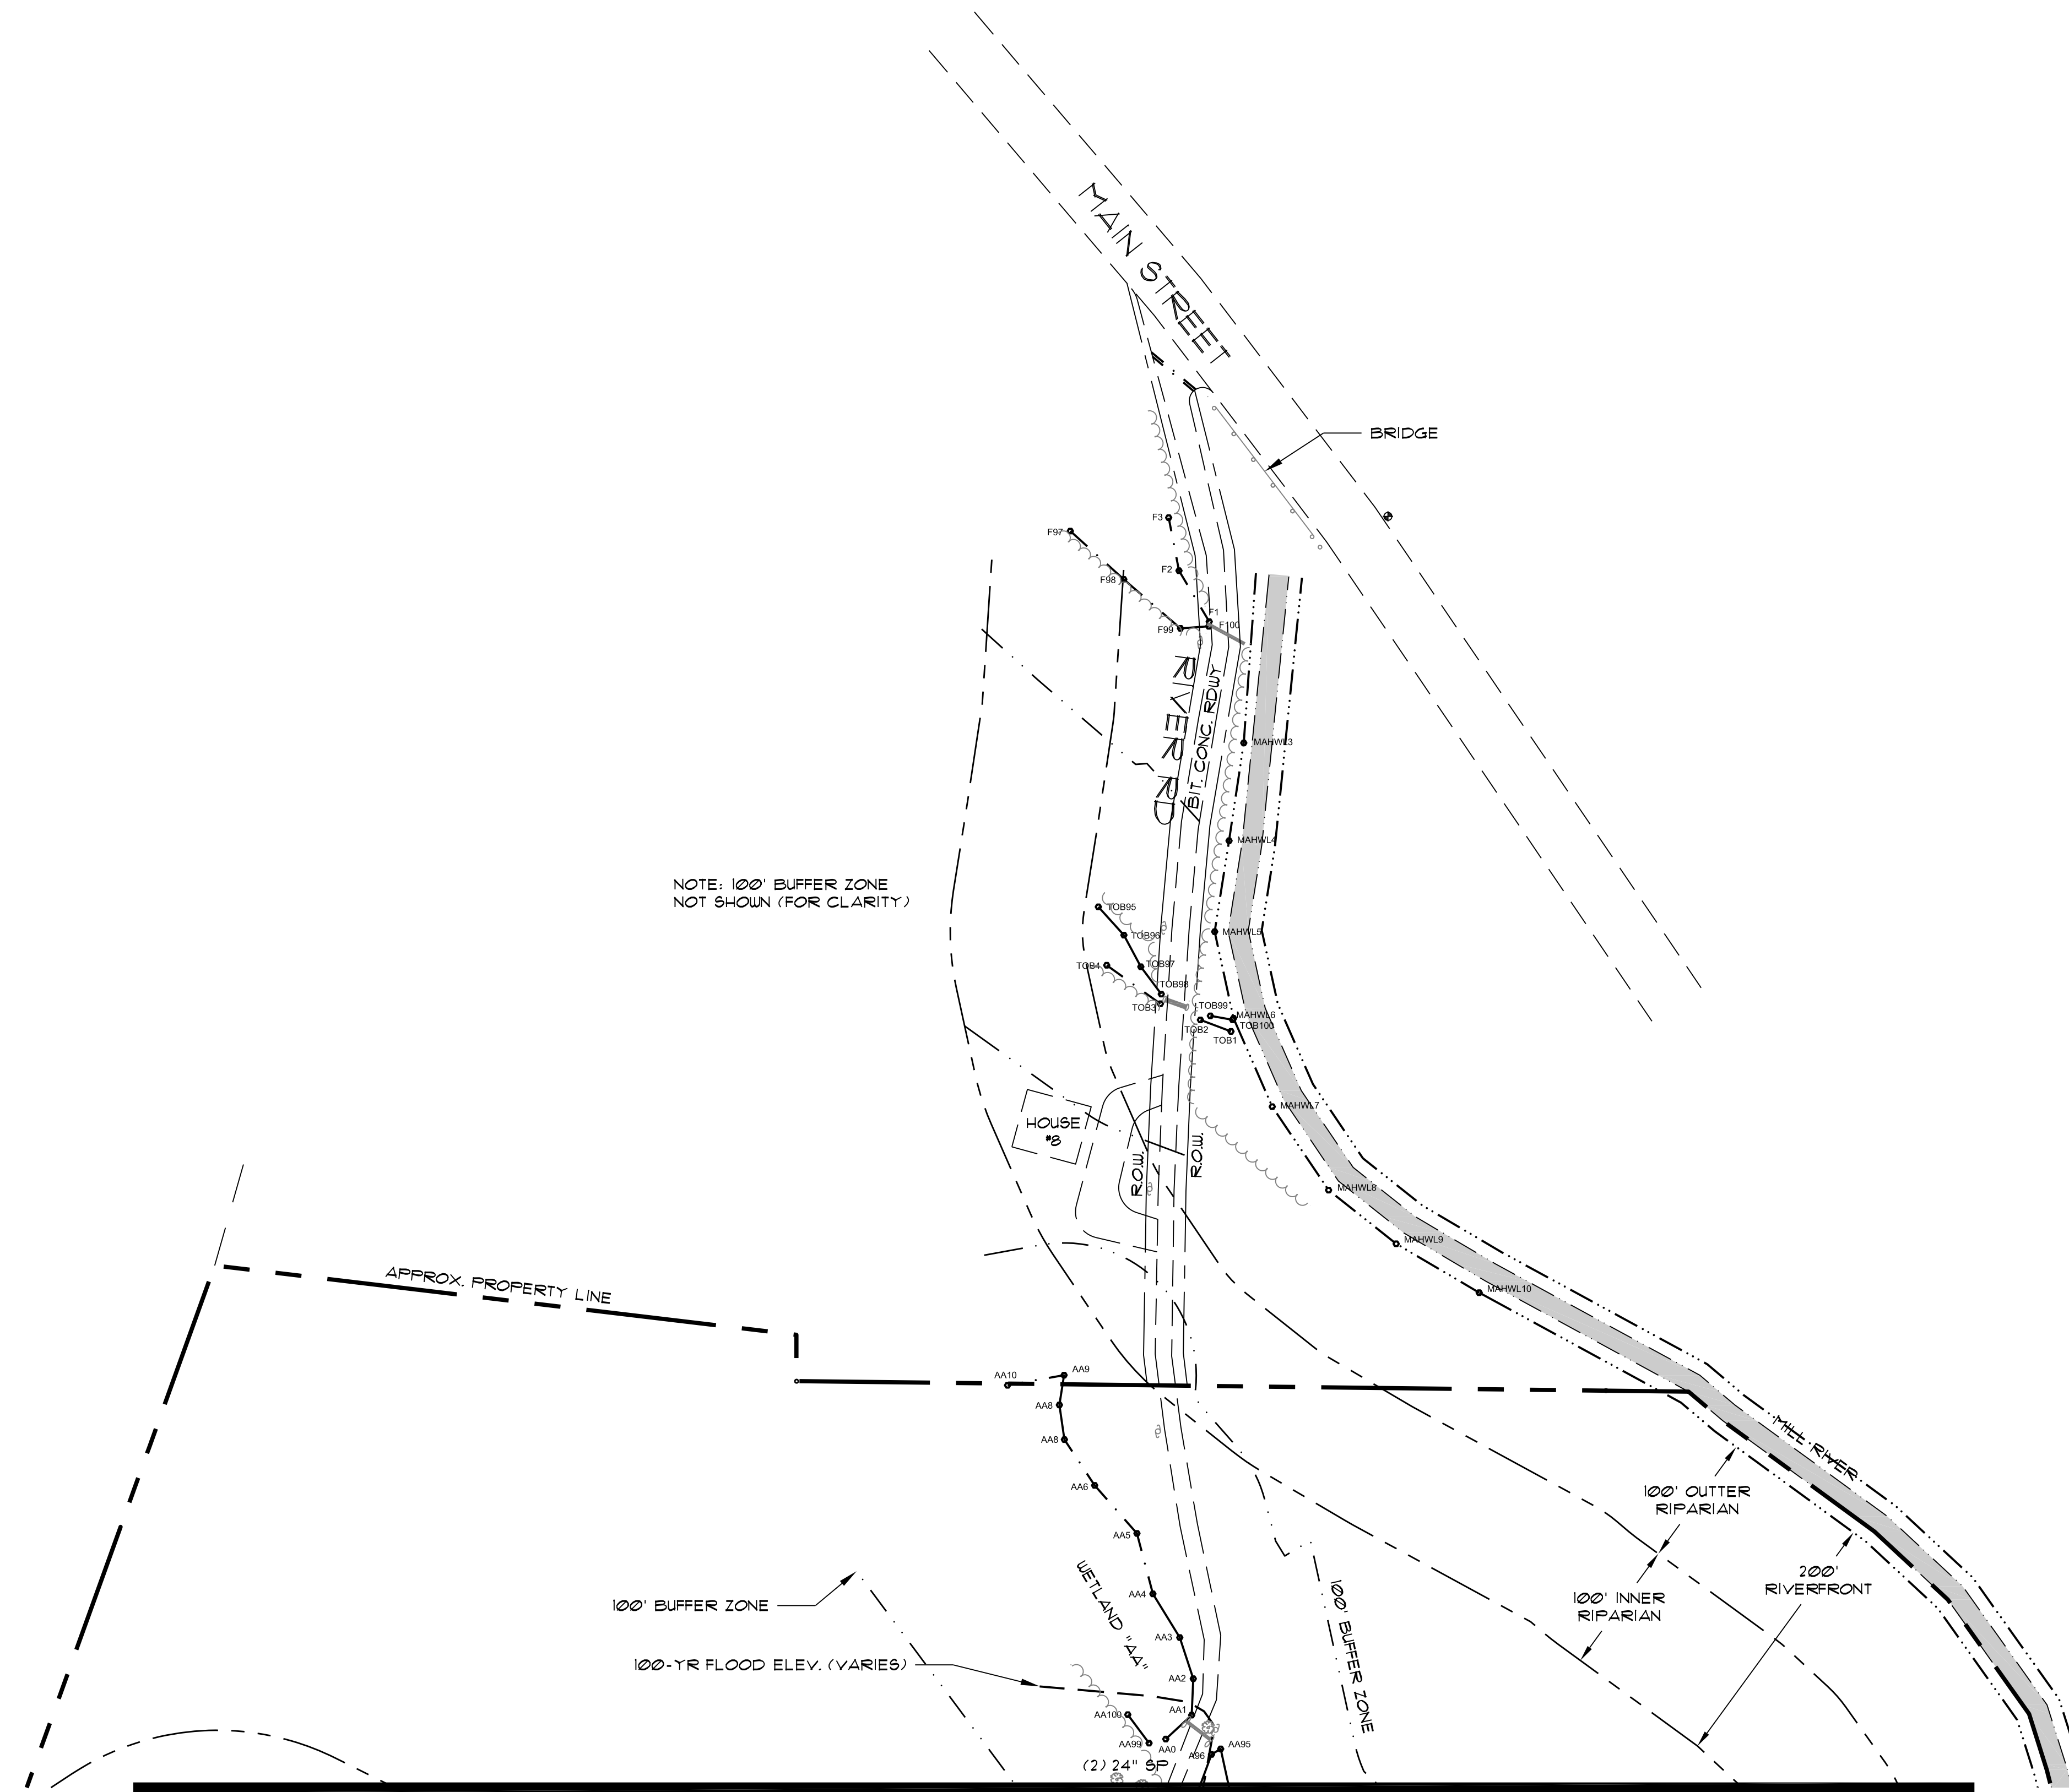 MAIN STREET
BRIDGE
F3
F97
F2
F98
F1
F100
F99
RIVER RD
BIT. CONC. RDWY
MAHWL3
MAHWL4
NOTE: 100' BUFFER ZONE
NOT SHOWN (FOR CLARITY)
TOB95
MAHWL5
TOB96
TOB4
TOB97
TOB98
TOB3
TOB99
MAHWL6
TOB100
TOB2
TOB1
MAHWL7
HOUSE
#8
R.O.W.
R.O.W.
MAHWL8
MAHWL9
APPROX. PROPERTY LINE
MAHWL10
AA10
AA9
AA8
AA8
MILL RIVER
AA6
100' OUTTER
RIPARIAN
AA5
200'
RIVERFRONT
WETLAND "AA"
AA4
100' BUFFER ZONE
100' BUFFER ZONE
100' INNER
RIPARIAN
AA3
100-YR FLOOD ELEV. (VARIES)
AA2
AA1
AA100
AA99
AA0
AA95
A96
(2) 24" SP